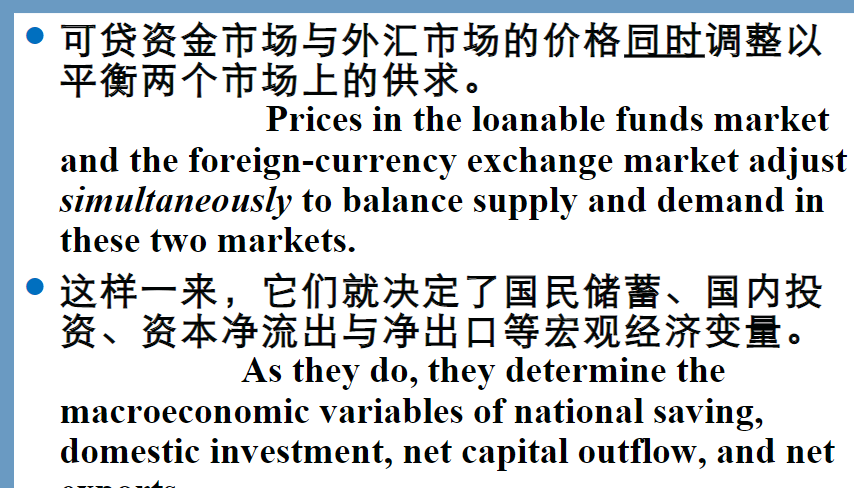 可贷资金市场与外汇市场的价格同时调整以
平衡两个市场上的供求。
Prices in the loanable funds market
and the foreign-currency exchange market adjust
simultaneously to balance supply and demand in
these two markets.
这样一来，它们就决定了国民储蓄、国内投
资、资本净流出与净出口等宏观经济变量。
As they do, they determine the
macroeconomic variables of national saving,
domestic investment, net capital outflow, and net